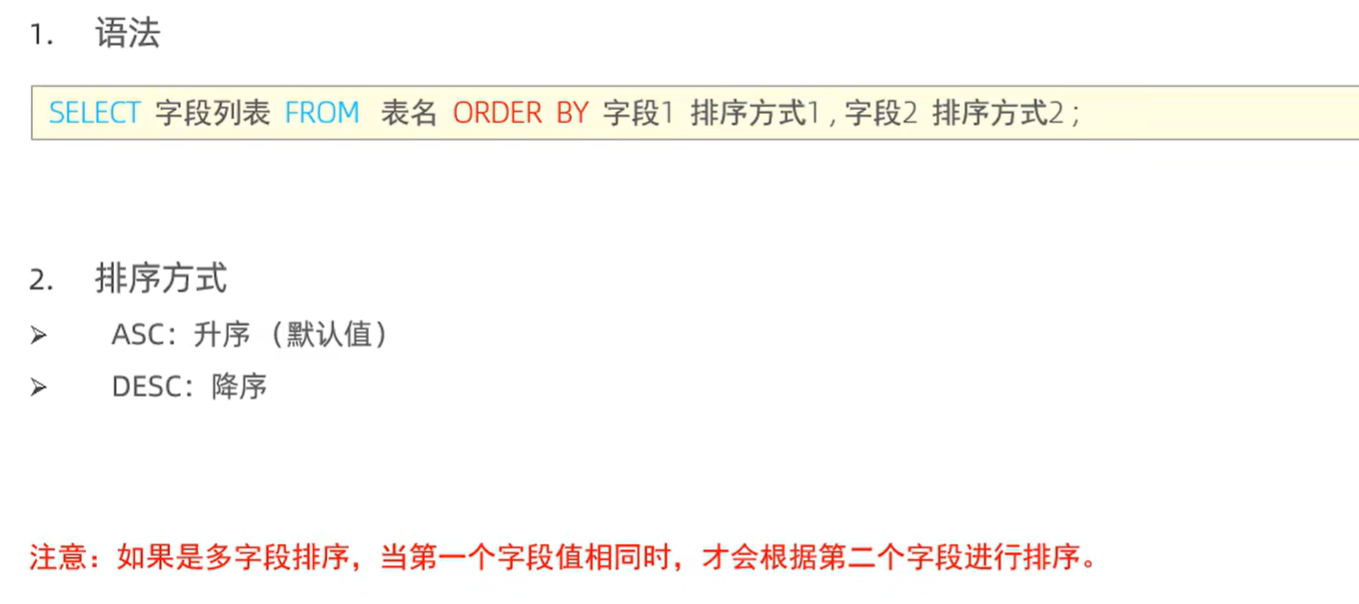 1. 语法
SELECT 字段列表 FROM 表名 ORDER BY 字段1 排序方式1 , 字段2 排序方式2 ;
2. 排序方式
➢ ASC：升序（默认值）
➢ DESC：降序
注意：如果是多字段排序，当第一个字段值相同时，才会根据第二个字段进行排序。